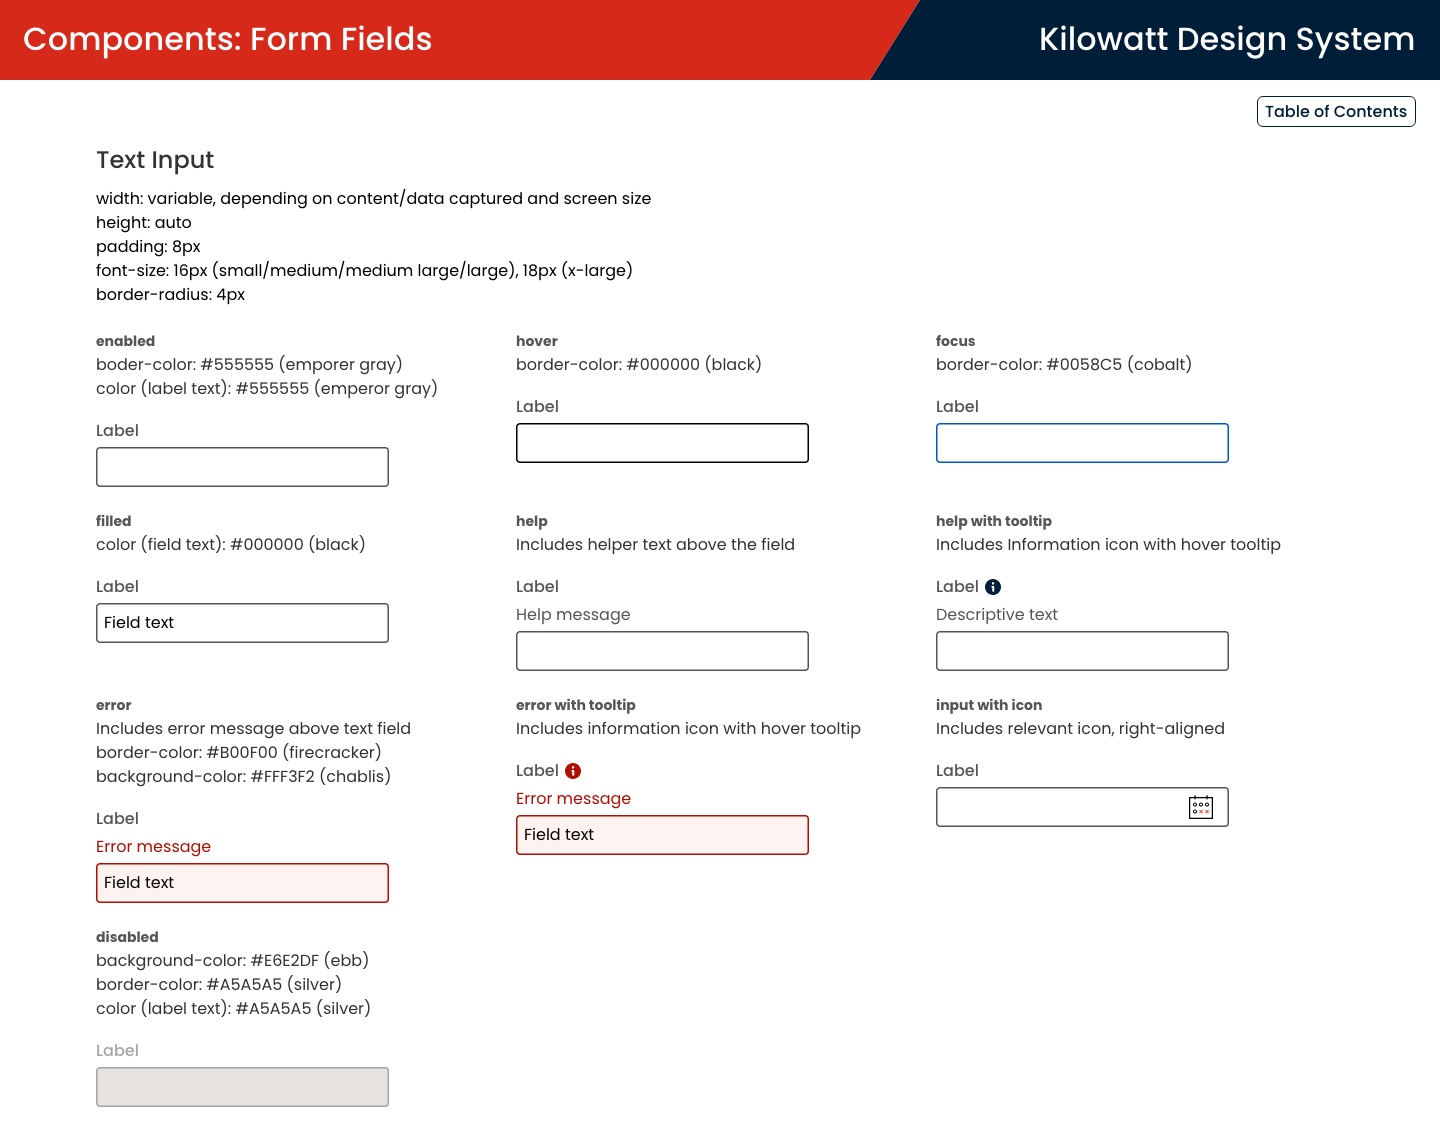 Components: Form Fields
Kilowatt Design System
Table of Contents
Text Input
width: variable, depending on content/data captured and screen size
height: auto
padding: 8px
font-size: 16px (small/medium/medium large/large), 18px (x-large)
border-radius: 4px
enabled
boder-color: #555555 (emporer gray)
color (label text): #555555 (emperor gray)
Label
hover
border-color: #000000 (black)
Label
focus
border-color: #0058C5 (cobalt)
Label
filled
color (field text): #000000 (black)
Label
Field text
help
Includes helper text above the field
Label
Help message
help with tooltip
Includes Information icon with hover tooltip
Label
Descriptive text
error
Includes error message above text field
border-color: #B00F00 (firecracker)
background-color: #FFF3F2 (chablis)
Label
Error message
Field text
error with tooltip
Includes information icon with hover tooltip
Label
Error message
Field text
input with icon
Includes relevant icon, right-aligned
Label
disabled
background-color: #E6E2DF (ebb)
border-color: #A5A5A5 (silver)
color (label text): #A5A5A5 (silver)
Label